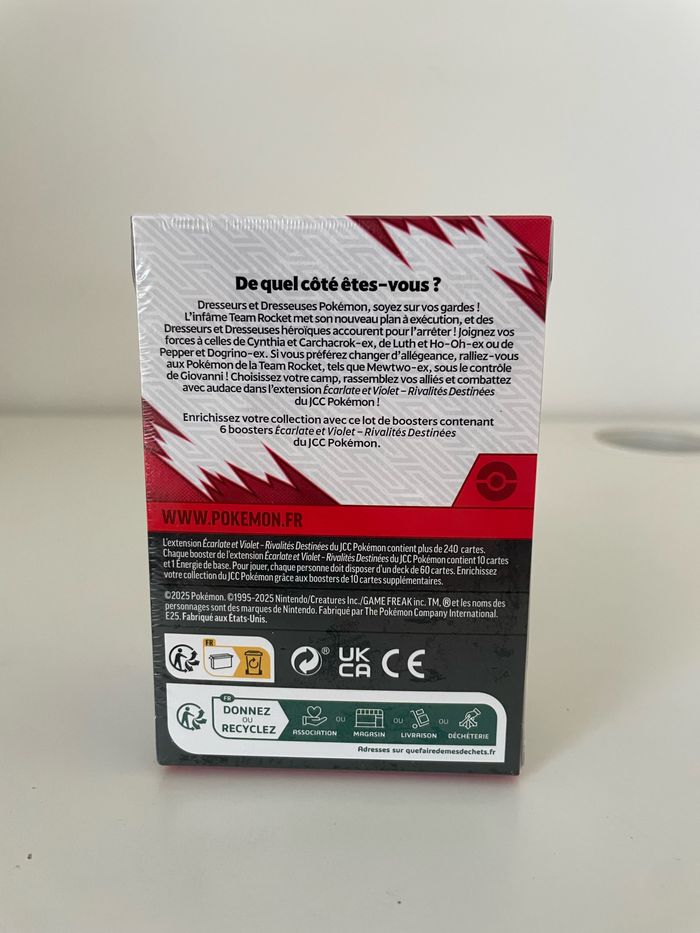 De quel côté êtes-vous ?
Dresseurs et Dresseuses Pokémon, soyez sur vos gardes !
L'infâme Team Rocket met son nouveau plan à exécution, et des
Dresseurs et Dresseuses héroïques accourent pour l'arrêter ! Joignez vos
forces à celles de Cynthia et Carchacrok-ex, de Luth et Ho-Oh-ex ou de
Pepper et Dogrino-ex. Si vous préférez changer d'allégeance, ralliez-vous
aux Pokémon de la Team Rocket, tels que Mewtwo-ex, sous le contrôle
de Giovanni ! Choisissez votre camp, rassemblez vos alliés et combattez
avec audace dans l'extension Écarlate et Violet – Rivalités Destinées
du JCC Pokémon !
Enrichissez votre collection avec ce lot de boosters contenant
6 boosters Écarlate et Violet – Rivalités Destinées
du JCC Pokémon.
WWW.POKEMON.FR
L'extension Écarlate et Violet – Rivalités Destinées du JCC Pokémon contient plus de 240 cartes.
Chaque booster de l'extension Écarlate et Violet – Rivalités Destinées du JCC Pokémon contient 10 cartes
et 1 Énergie de base. Pour jouer, chaque personne doit disposer d'un deck de 60 cartes. Enrichissez
votre collection du JCC Pokémon grâce aux boosters de 10 cartes supplémentaires.
©2025 Pokémon. ©1995-2025 Nintendo/Creatures Inc./GAME FREAK inc. TM, ® et les noms des
personnages sont des marques de Nintendo. Fabriqué par The Pokémon Company International.
E25. Fabriqué aux États-Unis.
FR
® UK CA CE
FR
DONNEZ
OU
RECYCLEZ
ASSOCIATION OU MAGASIN OU LIVRAISON OU DÉCHÈTERIE
Adresses sur quefairedemesdechets.fr